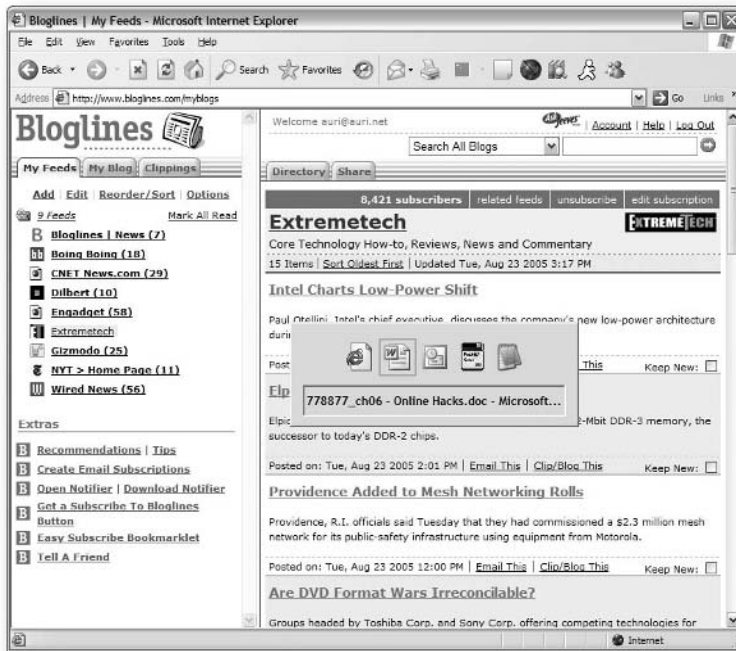 Bloglines | My Feeds - Microsoft Internet Explorer
File Edit View Favorites Tools Help
Back Search Favorites
Address http://www.bloglines.com/myblogs Go Links
Bloglines
My Feeds My Blog Clippings
Add | Edit | Reorder/Sort | Options
9 Feeds Mark All Read
Bloglines | News (7)
Boing Boing (18)
CNET News.com (29)
Dilbert (10)
Engadget (58)
Extremetech
Gizmodo (25)
NYT > Home Page (11)
Wired News (56)
Extras
Recommendations | Tips
Create Email Subscriptions
Open Notifier | Download Notifier
Get a Subscribe To Bloglines
Button
Easy Subscribe Bookmarklet
Tell A Friend
Welcome auri@auri.net
Account | Help | Log Out
Search All Blogs
Directory Share
8,421 subscribers | related feeds | unsubscribe | edit subscription
Extremetech EXTREMETECH
Core Technology How-to, Reviews, News and Commentary
15 Items | Sort Oldest First | Updated Tue, Aug 23 2005 3:17 PM
Intel Charts Low-Power Shift
Paul Otellini, Intel's chief executive, discusses the company's new low-power architecture
Post This Keep New:
778877_ch06 - Online Hacks.doc - Microsoft...
Elp
-Mbit DDR-3 memory, the
successor to today's DDR-2 chips.
Posted on: Tue, Aug 23 2005 2:01 PM | Email This | Clip/Blog This Keep New:
Providence Added to Mesh Networking Rolls
Providence, R.I. officials said Tuesday that they had commissioned a $2.3 million mesh
network for its public-safety infrastructure using equipment from Motorola.
Posted on: Tue, Aug 23 2005 12:00 PM | Email This | Clip/Blog This Keep New:
Are DVD Format Wars Irreconcilable?
Groups headed by Toshiba Corp. and Sony Corp. offering competing technologies for
Internet